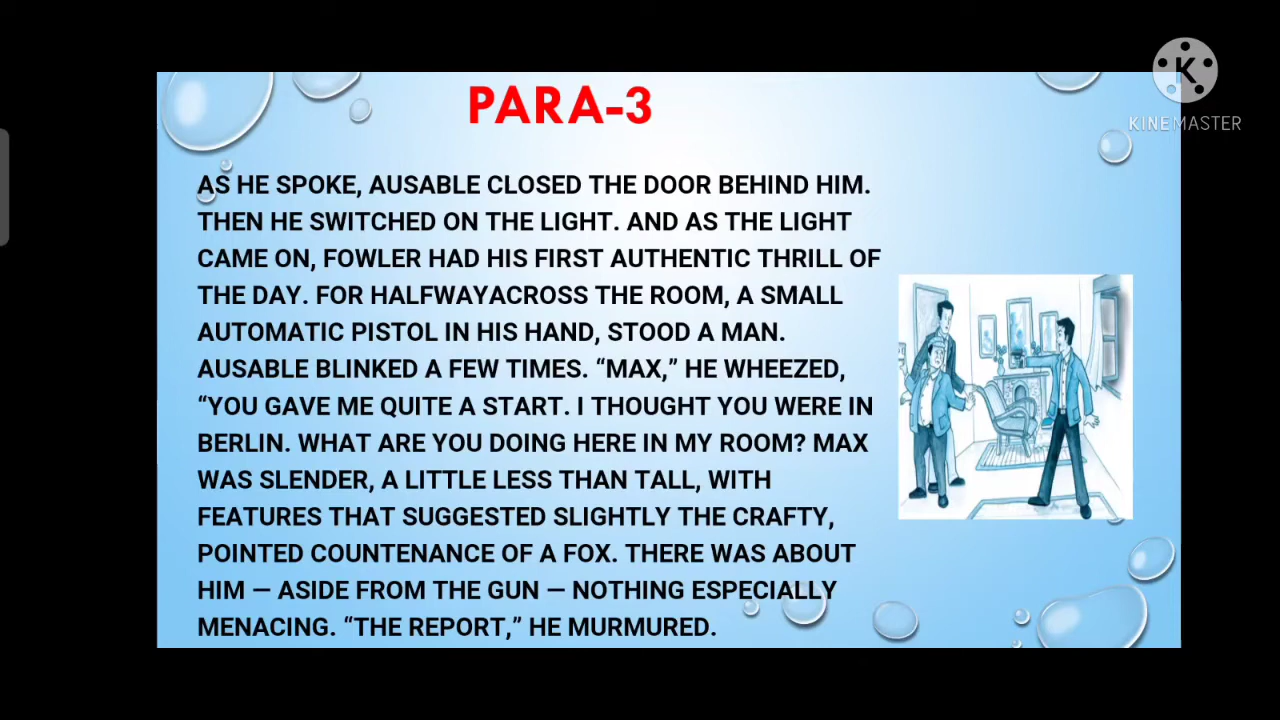 PARA-3
K
KINEMASTER
AS HE SPOKE, AUSABLE CLOSED THE DOOR BEHIND HIM.
THEN HE SWITCHED ON THE LIGHT. AND AS THE LIGHT
CAME ON, FOWLER HAD HIS FIRST AUTHENTIC THRILL OF
THE DAY. FOR HALFWAYACROSS THE ROOM, A SMALL
AUTOMATIC PISTOL IN HIS HAND, STOOD A MAN.
AUSABLE BLINKED A FEW TIMES. “MAX,” HE WHEEZED,
“YOU GAVE ME QUITE A START. I THOUGHT YOU WERE IN
BERLIN. WHAT ARE YOU DOING HERE IN MY ROOM? MAX
WAS SLENDER, A LITTLE LESS THAN TALL, WITH
FEATURES THAT SUGGESTED SLIGHTLY THE CRAFTY,
POINTED COUNTENANCE OF A FOX. THERE WAS ABOUT
HIM — ASIDE FROM THE GUN — NOTHING ESPECIALLY
MENACING. “THE REPORT,” HE MURMURED.